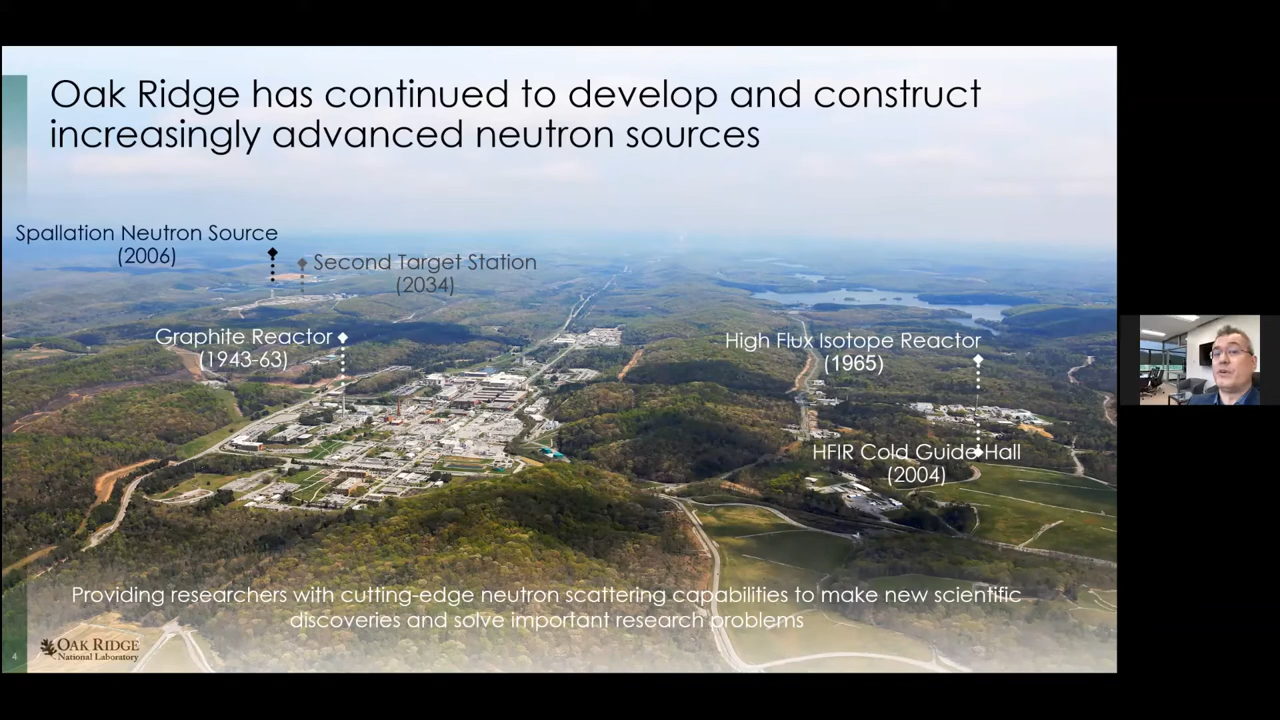 Oak Ridge has continued to develop and construct
increasingly advanced neutron sources
Spallation Neutron Source
(2006)
Second Target Station
(2034)
Graphite Reactor
(1943-63)
High Flux Isotope Reactor
(1965)
HFIR Cold Guide Hall
(2004)
Providing researchers with cutting-edge neutron scattering capabilities to make new scientific
discoveries and solve important research problems
4
OAK RIDGE
National Laboratory